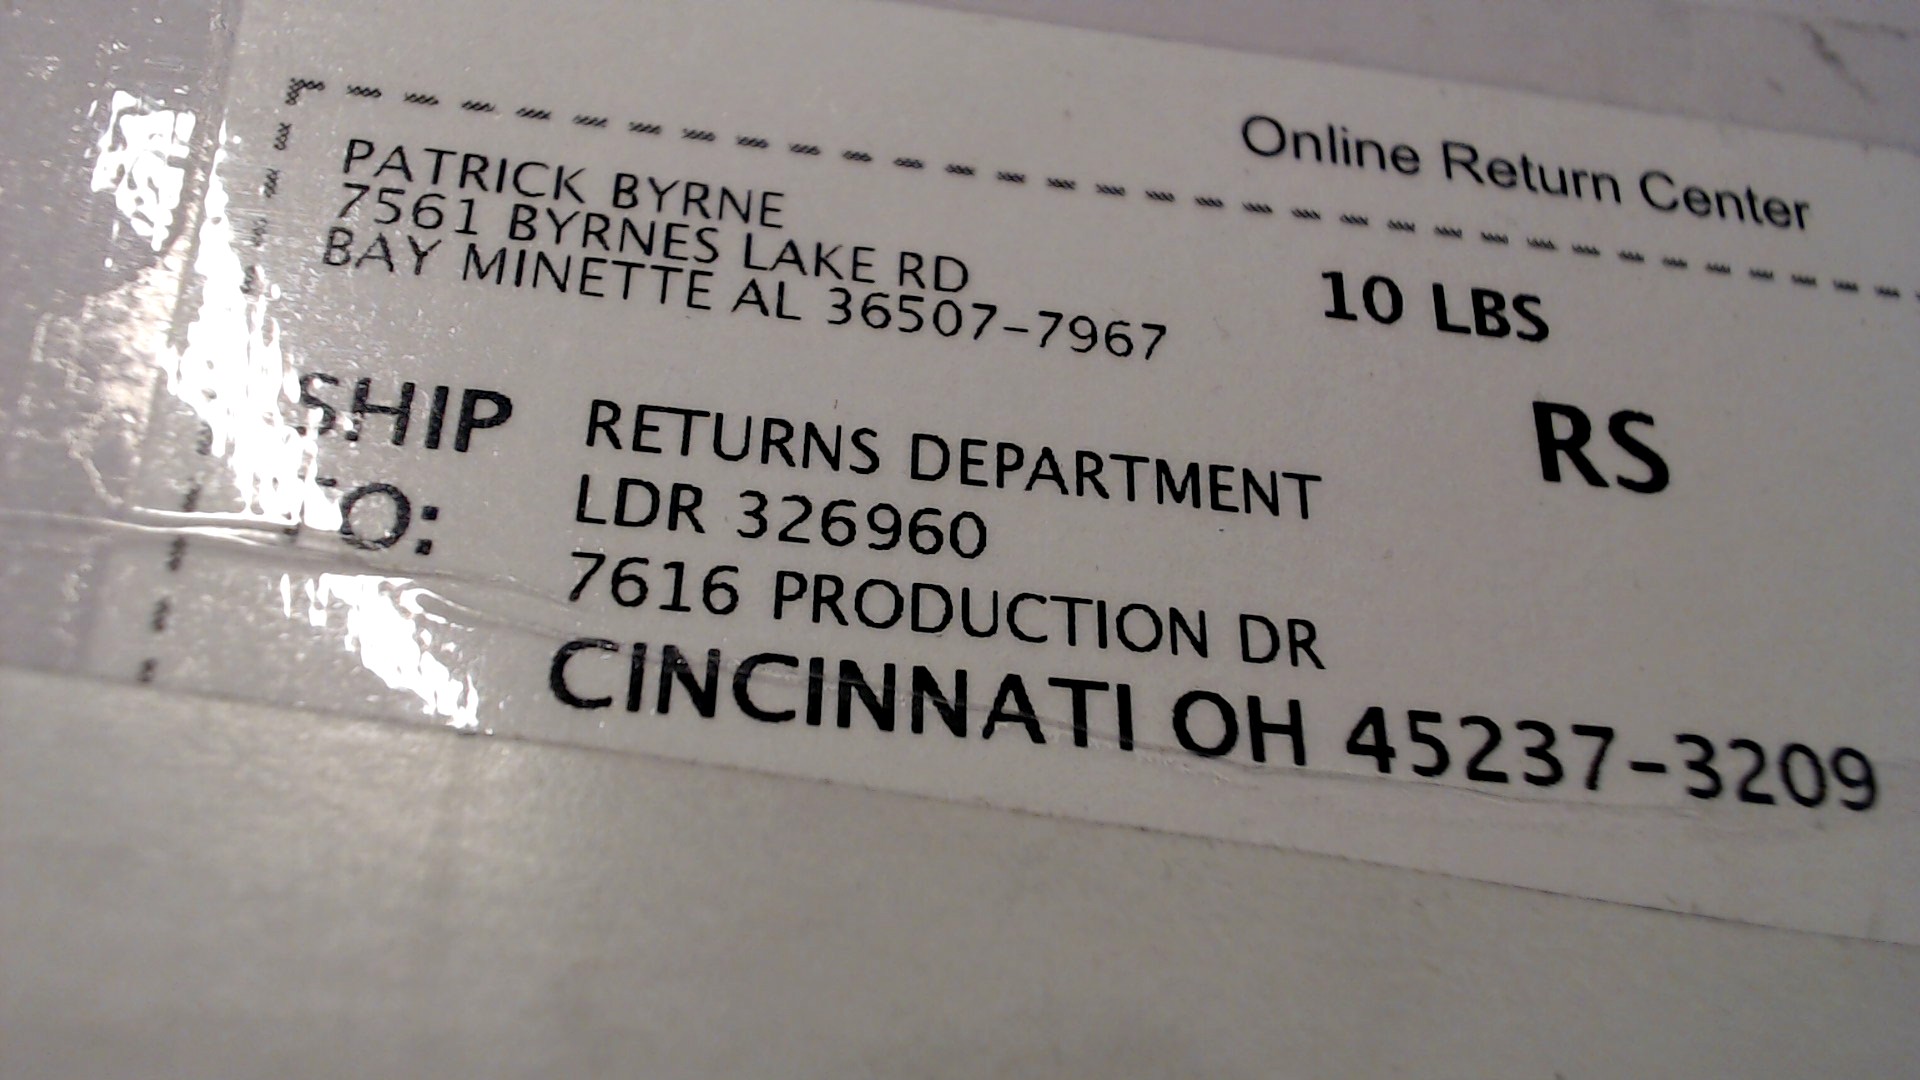 Online Return Center
PATRICK BYRNE
7561 BYRNES LAKE RD
BAY MINETTE AL 36507-7967
10 LBS
RS
SHIP
TO:
RETURNS DEPARTMENT
LDR 326960
7616 PRODUCTION DR
CINCINNATI OH 45237-3209